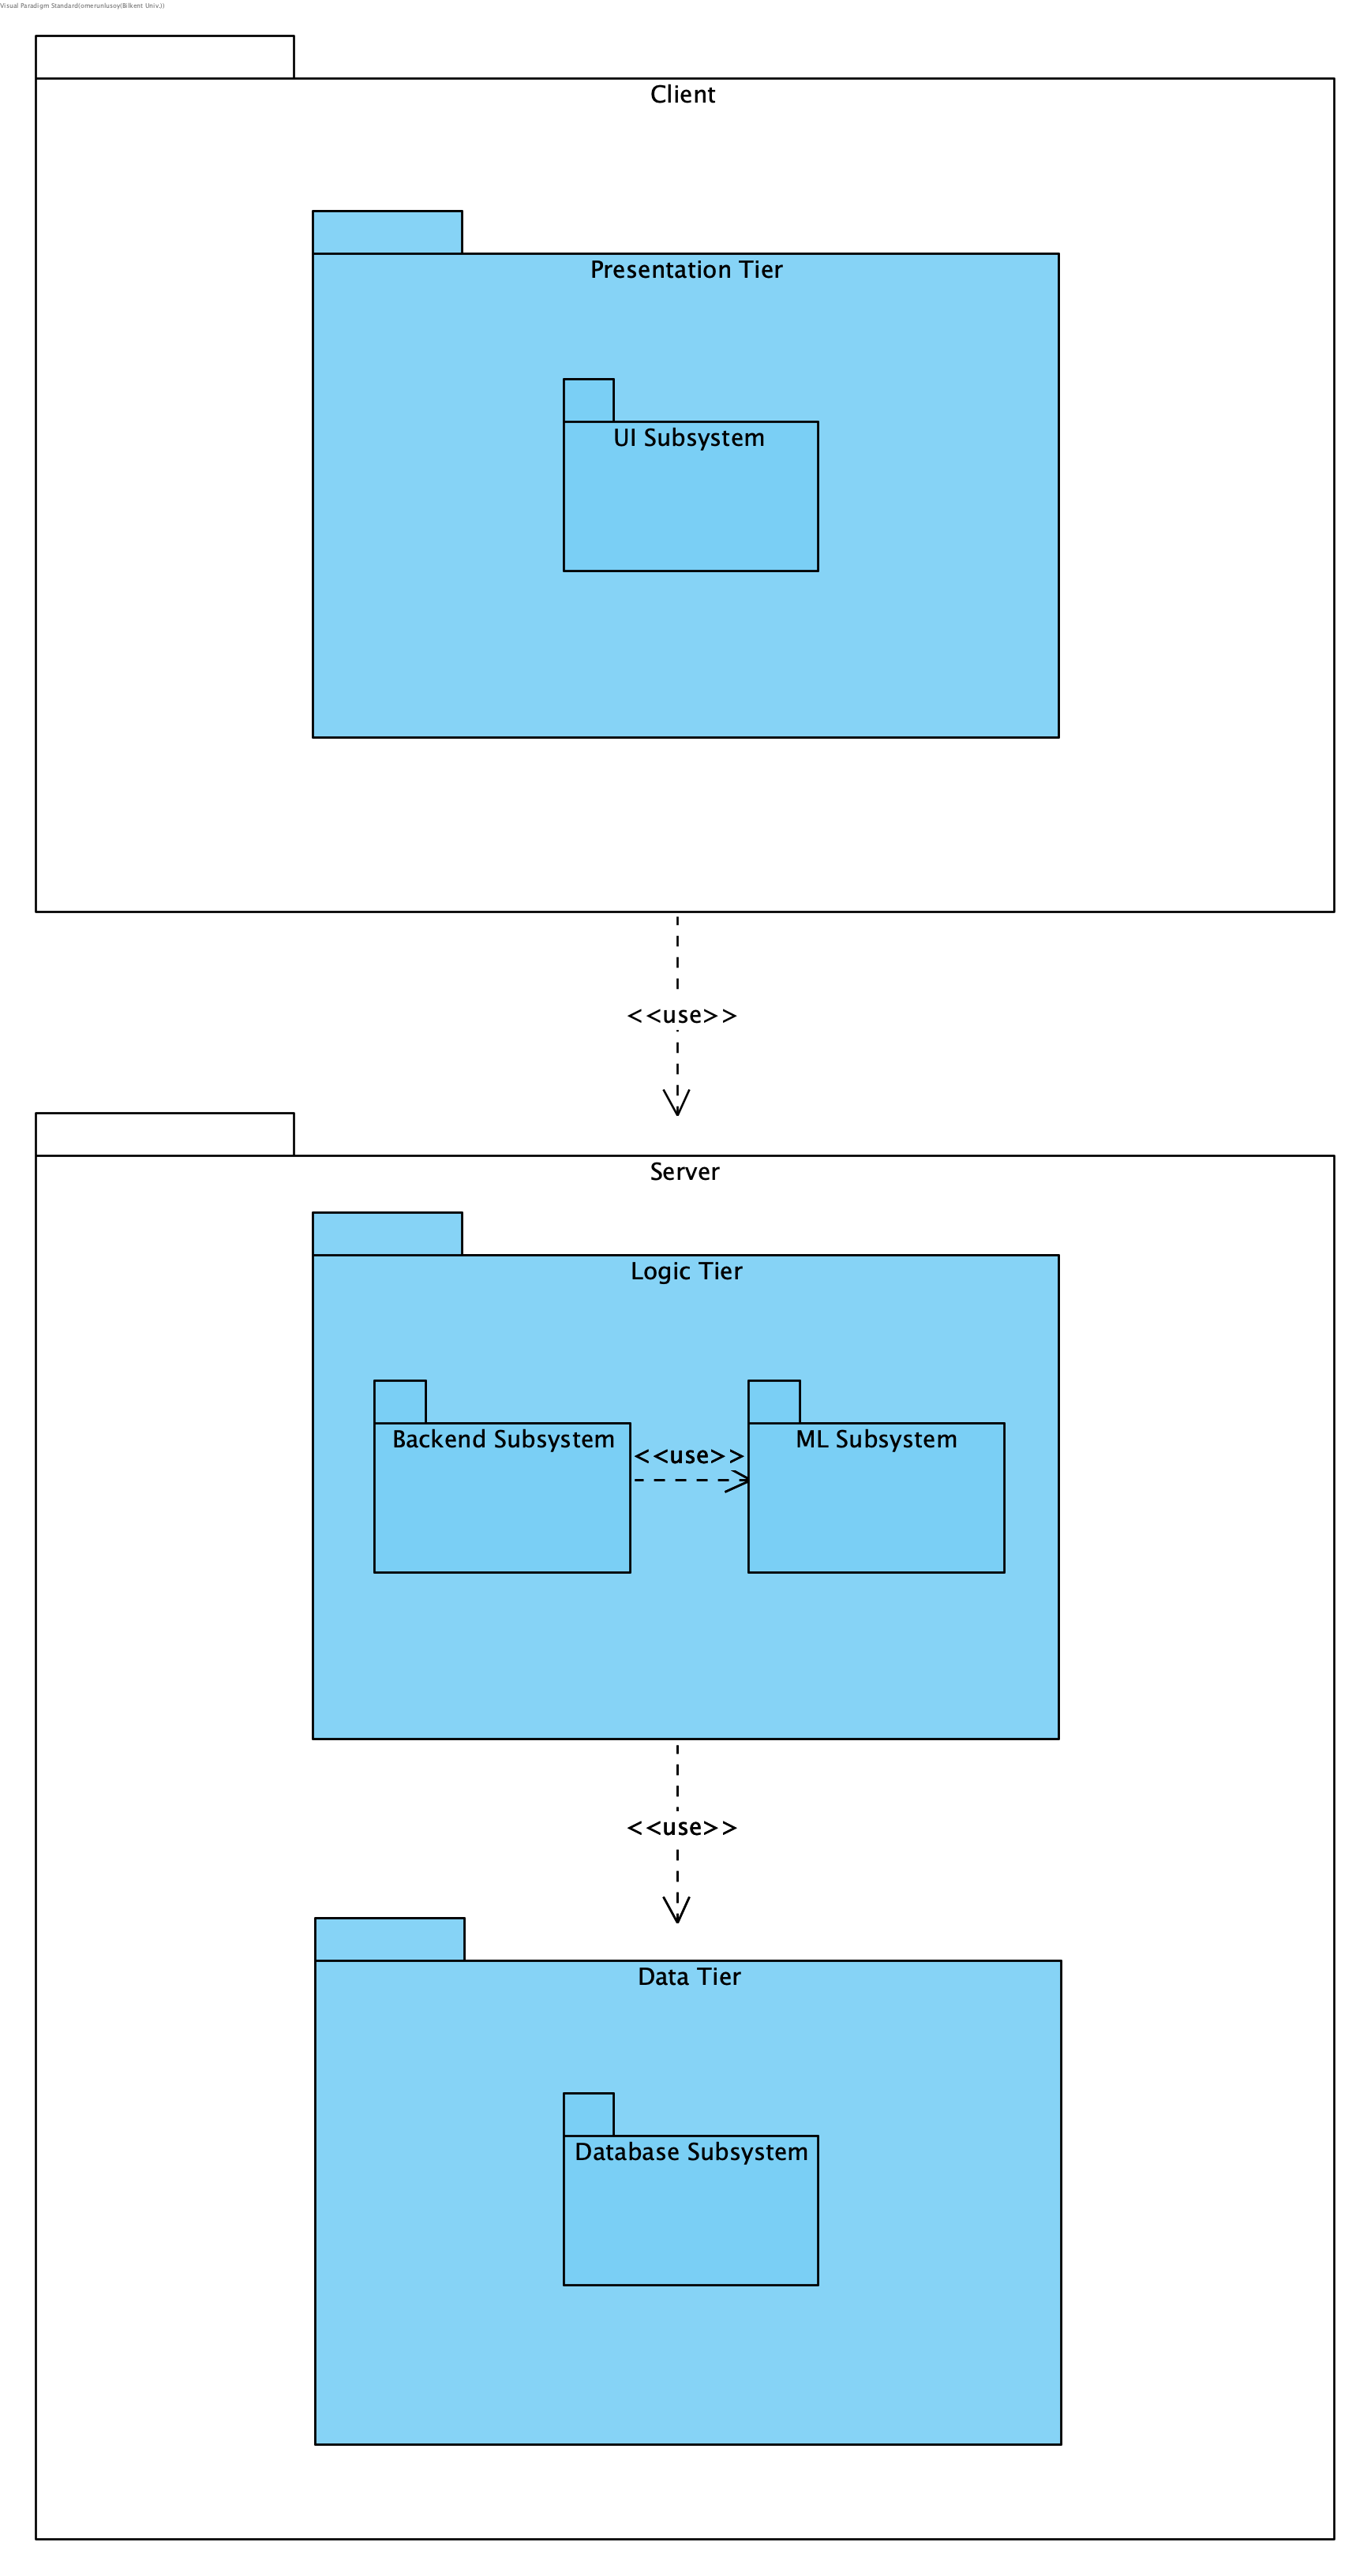 Visual Paradigm Standard(omerunlusoy(Bilkent Univ.))
Client
Presentation Tier
UI Subsystem
<<use>>
Server
Logic Tier
Backend Subsystem
<<use>>
ML Subsystem
<<use>>
Data Tier
Database Subsystem